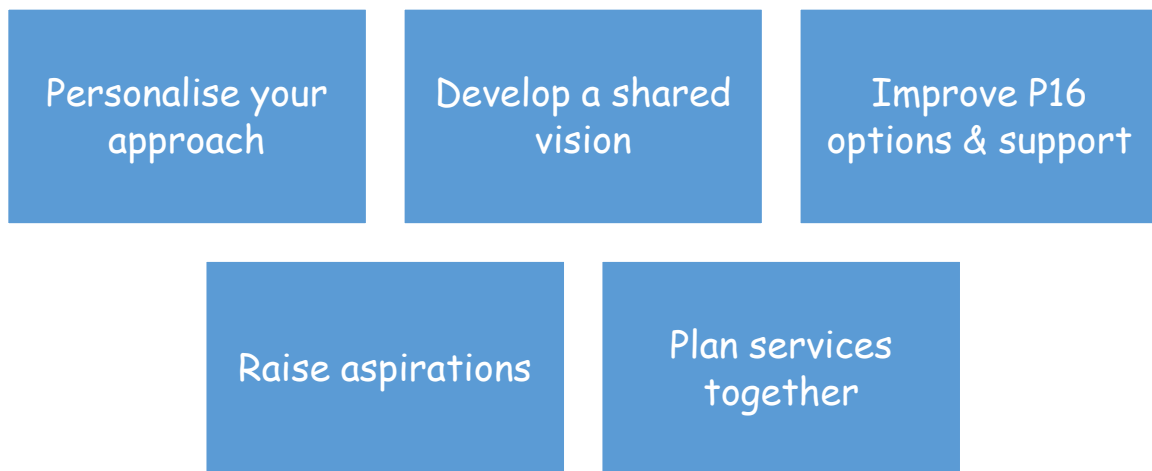 Personalise your
approach
Develop a shared
vision
Improve P16
options & support
Raise aspirations
Plan services
together